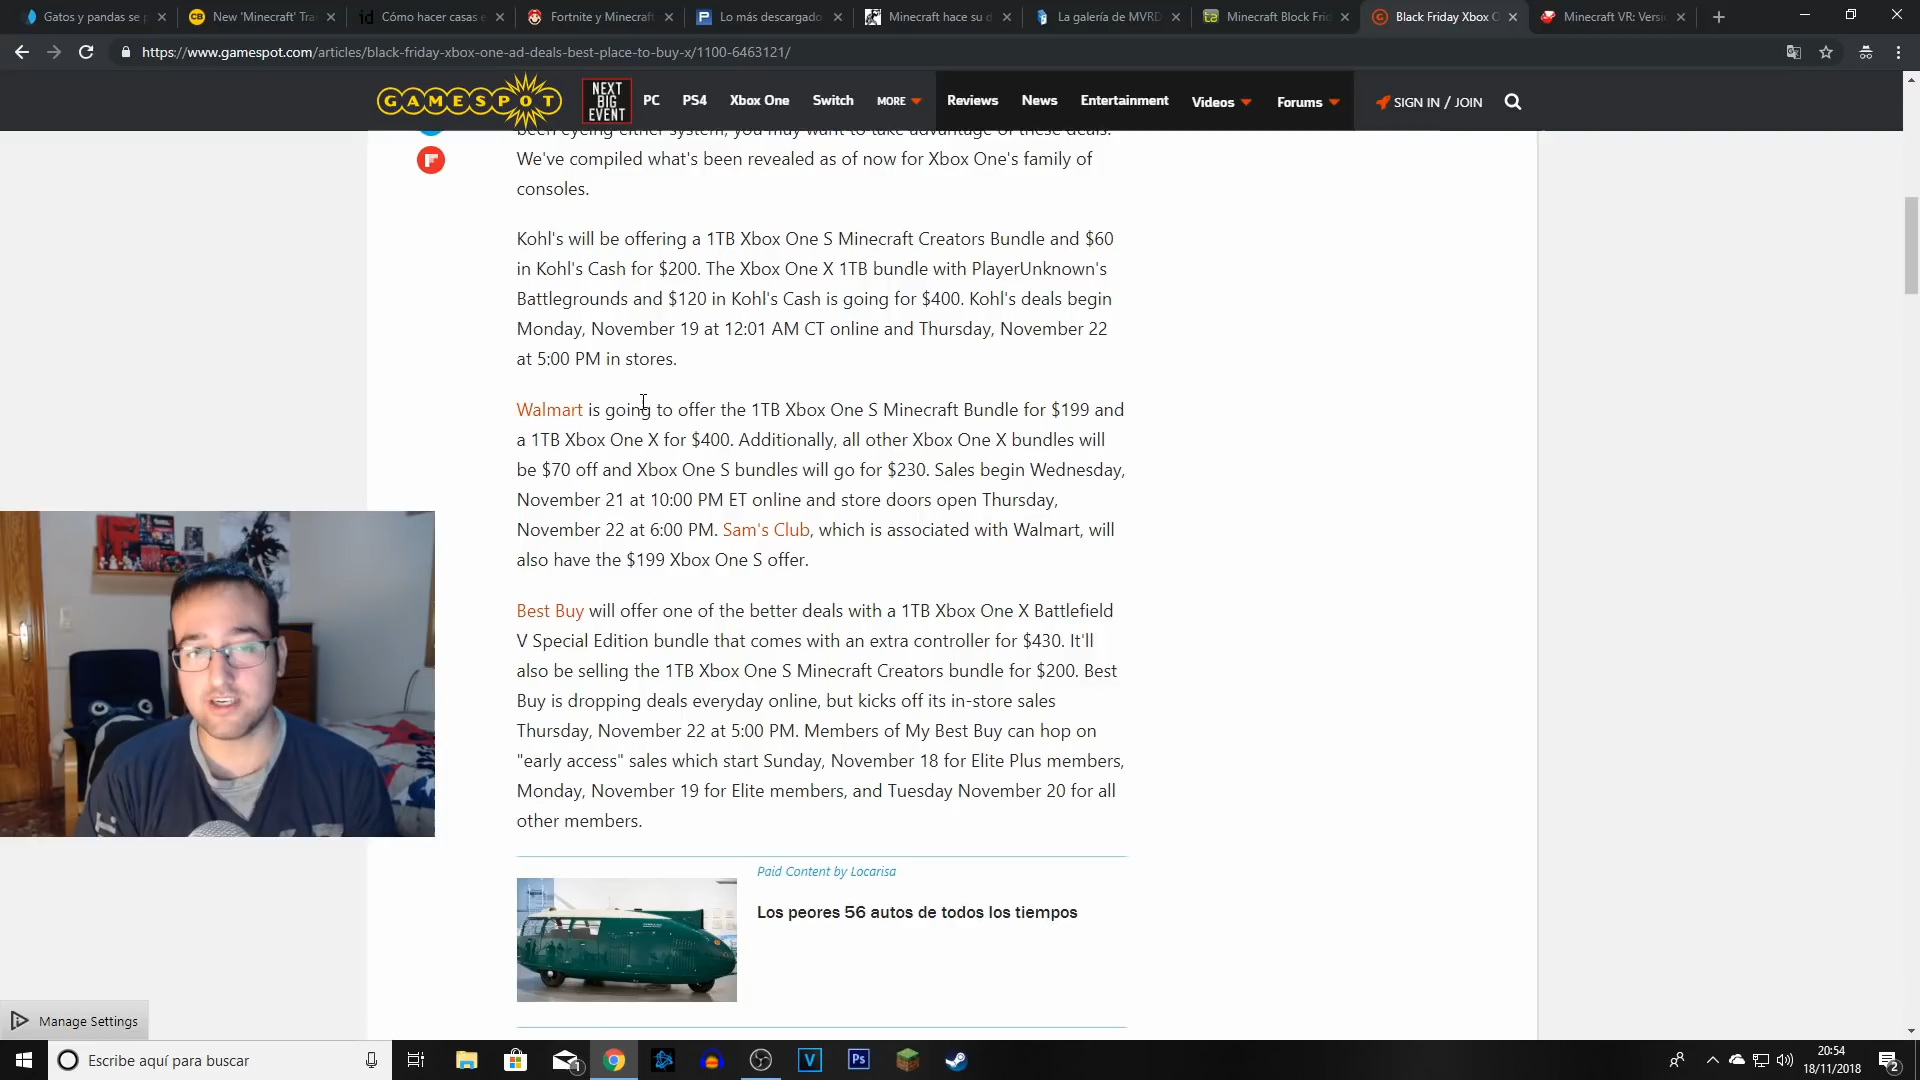 Gatos y pandas se p
New 'Minecraft' Tra
Cómo hacer casas e
Fortnite y Minecraft
Lo más descargado
Minecraft hace su d
La galería de MVRD
Minecraft Block Frid
Black Friday Xbox O
Minecraft VR: Versi
https://www.gamespot.com/articles/black-friday-xbox-one-ad-deals-best-place-to-buy-x/1100-6463121/
GAMESPOT
NEXT
BIG
EVENT
PC
PS4
Xbox One
Switch
MORE
Reviews
News
Entertainment
Videos
Forums
SIGN IN / JOIN
been eyeing either system, you may want to take advantage of these deals.
We've compiled what's been revealed as of now for Xbox One's family of
consoles.
Kohl's will be offering a 1TB Xbox One S Minecraft Creators Bundle and $60
in Kohl's Cash for $200. The Xbox One X 1TB bundle with PlayerUnknown's
Battlegrounds and $120 in Kohl's Cash is going for $400. Kohl's deals begin
Monday, November 19 at 12:01 AM CT online and Thursday, November 22
at 5:00 PM in stores.
Walmart is going to offer the 1TB Xbox One S Minecraft Bundle for $199 and
a 1TB Xbox One X for $400. Additionally, all other Xbox One X bundles will
be $70 off and Xbox One S bundles will go for $230. Sales begin Wednesday,
November 21 at 10:00 PM ET online and store doors open Thursday,
November 22 at 6:00 PM. Sam's Club, which is associated with Walmart, will
also have the $199 Xbox One S offer.
Best Buy will offer one of the better deals with a 1TB Xbox One X Battlefield
V Special Edition bundle that comes with an extra controller for $430. It'll
also be selling the 1TB Xbox One S Minecraft Creators bundle for $200. Best
Buy is dropping deals everyday online, but kicks off its in-store sales
Thursday, November 22 at 5:00 PM. Members of My Best Buy can hop on
"early access" sales which start Sunday, November 18 for Elite Plus members,
Monday, November 19 for Elite members, and Tuesday November 20 for all
other members.
Paid Content by Locarisa
Los peores 56 autos de todos los tiempos
Manage Settings
Escribe aquí para buscar
20:54
18/11/2018